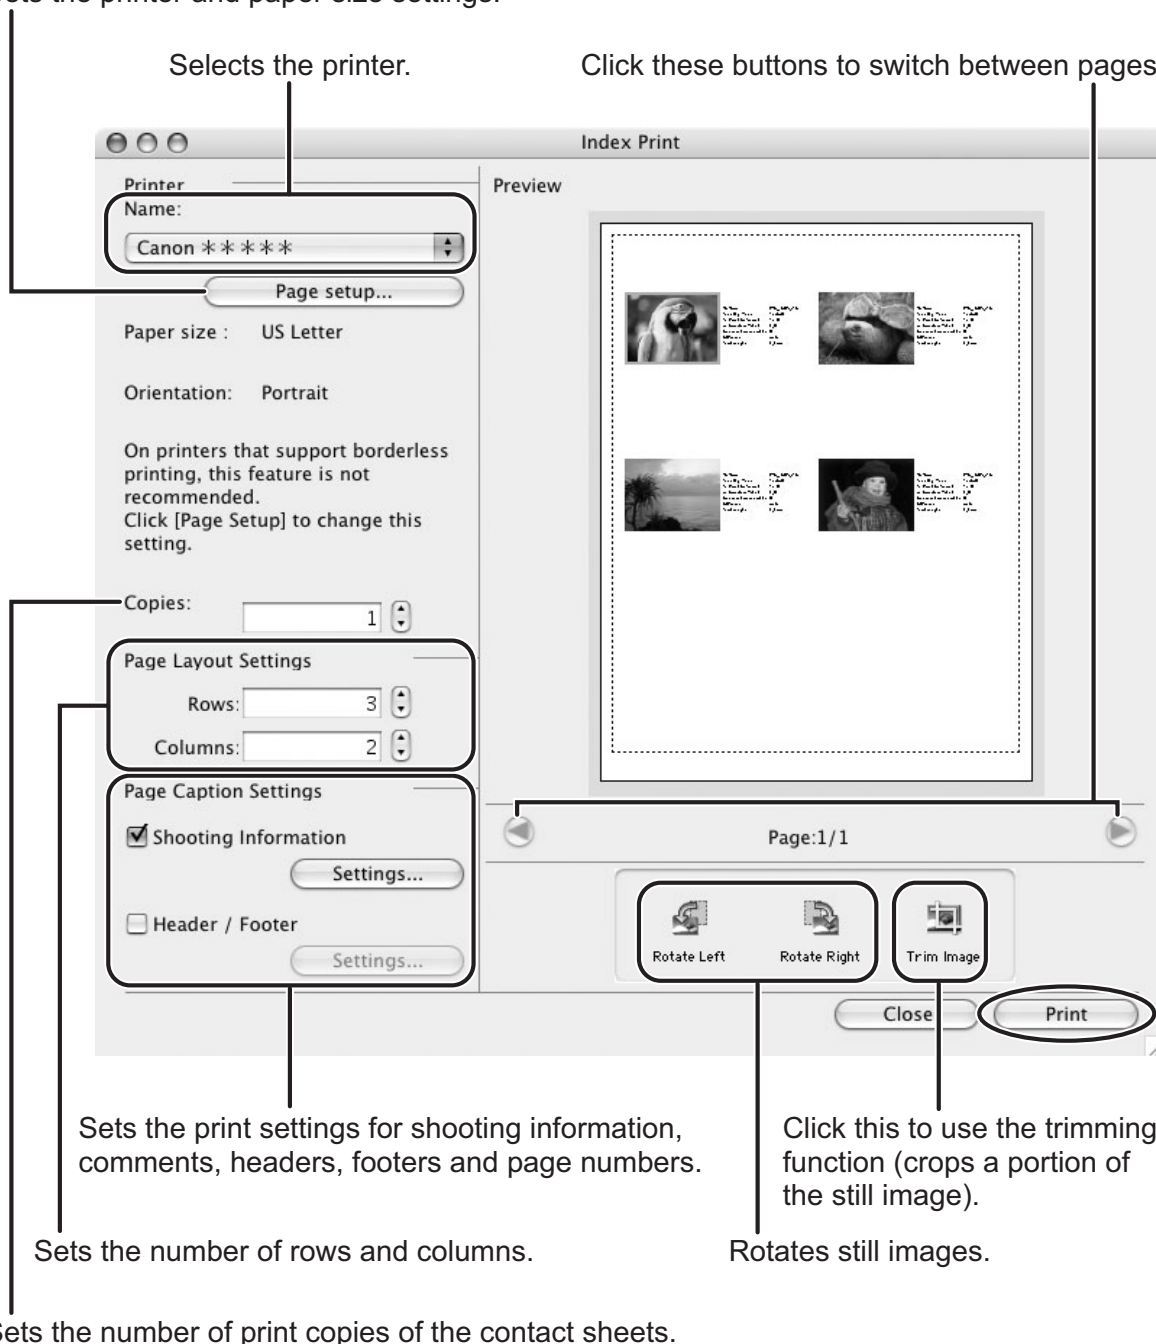 the printer and paper size settings.
Selects the printer.
Click these buttons to switch between pages
Index Print
Printer
Name:
Canon ✳✳✳✳✳
Page setup...
Paper size : US Letter
Orientation: Portrait
On printers that support borderless
printing, this feature is not
recommended.
Click [Page Setup] to change this
setting.
Copies: 1
Page Layout Settings
Rows: 3
Columns: 2
Page Caption Settings
Shooting Information
Settings...
Header / Footer
Settings...
Preview
Page:1/1
Rotate Left
Rotate Right
Trim Image
Close
Print
Sets the print settings for shooting information,
comments, headers, footers and page numbers.
Click this to use the trimming
function (crops a portion of
the still image).
Sets the number of rows and columns.
Rotates still images.
Sets the number of print copies of the contact sheets.